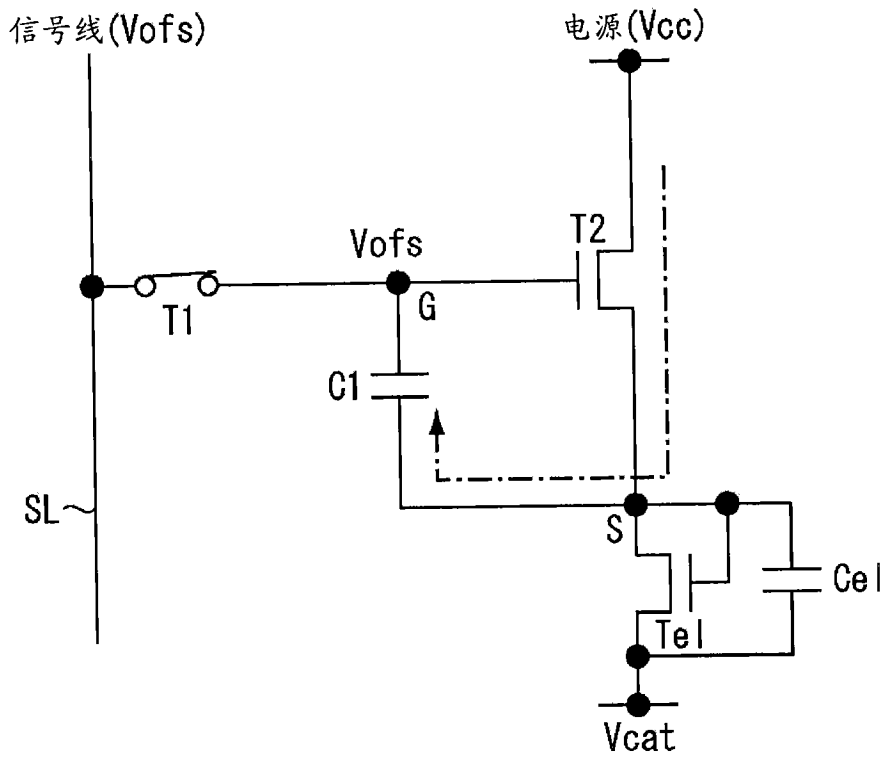 信号线(Vofs)
电源(Vcc)
T2
Vofs
G
T1
C1
SL
S
Cel
Tel
Vcat